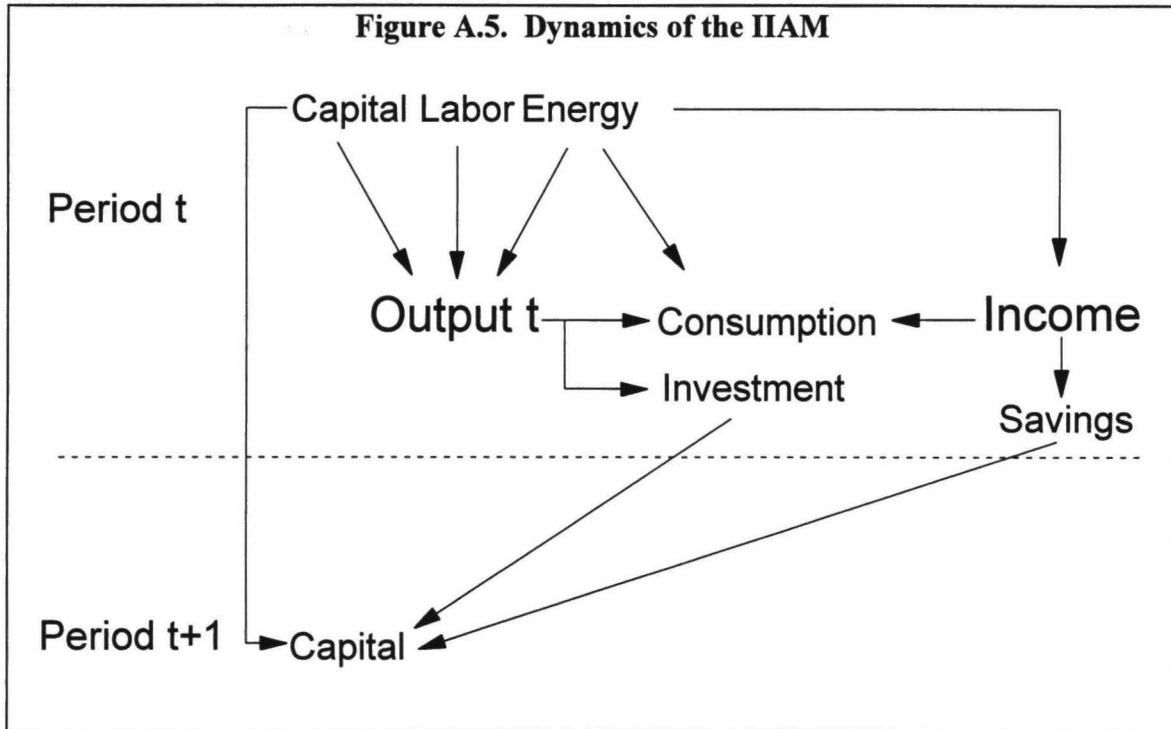 Figure A.5. Dynamics of the IIAM
Capital Labor Energy
Period t
Output t
Consumption
Income
Investment
Savings
Period t+1
Capital